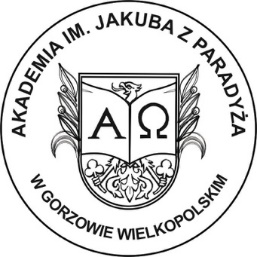 AKADEMIA IM. JAKUBA Z PARADYŻA
A Ω
W GORZOWIE WIELKOPOLSKIM